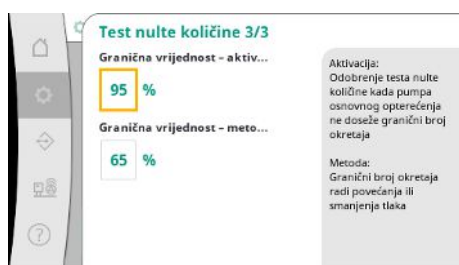 Test nulte količine 3/3
Granična vrijednost – aktiv...
95 %
Granična vrijednost – meto...
65 %
Aktivacija:
Odobrenje testa nulte
količine kada pumpa
osnovnog opterećenja
ne doseže granični broj
okretaja
Metoda:
Granični broj okretaja
radi povećanja ili
smanjenja tlaka